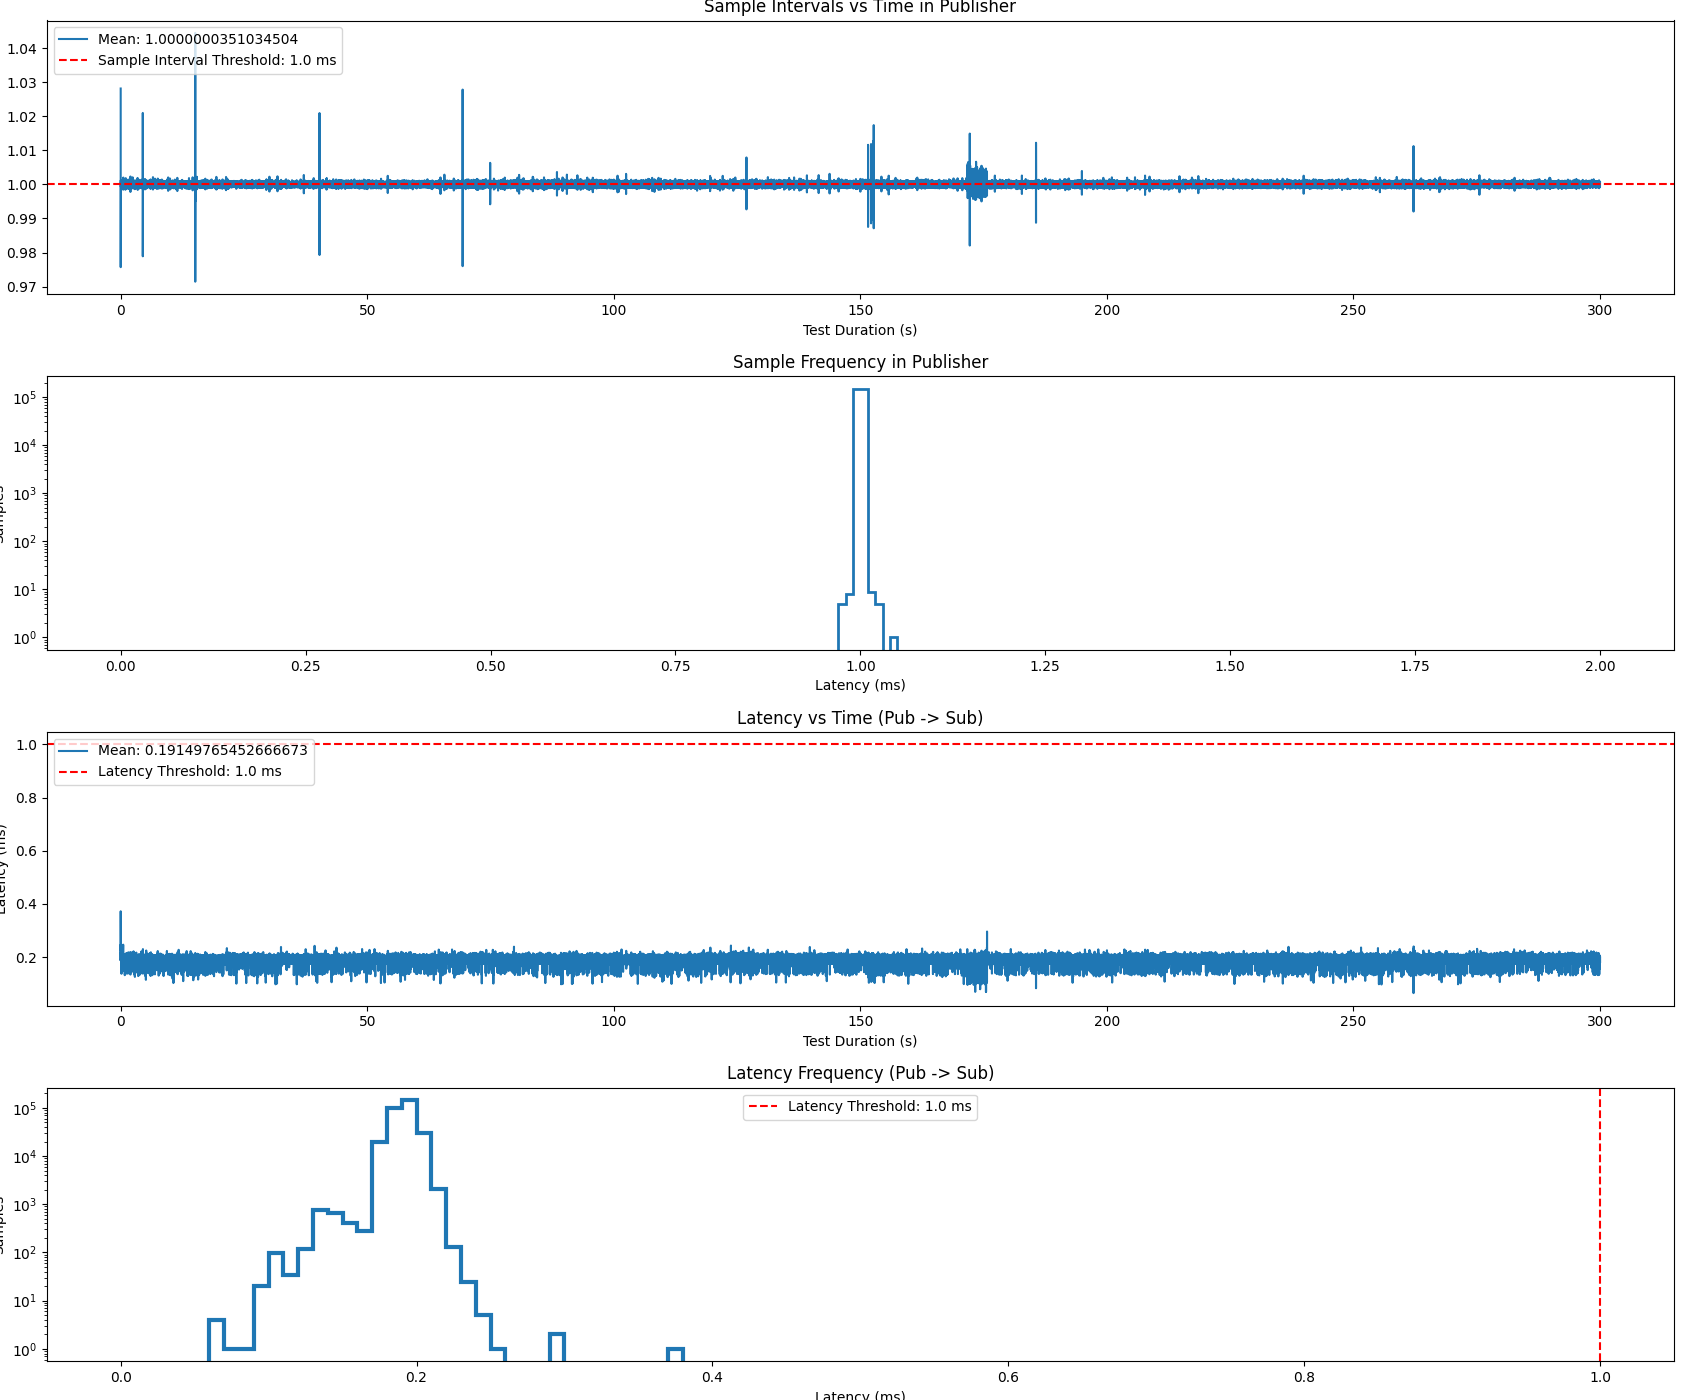 Sample Intervals vs Time in Publisher
Mean: 1.0000000351034504
Sample Interval Threshold: 1.0 ms
1.04
1.03
1.02
1.01
1.00
0.99
0.98
0.97
0 50 100 150 200 250 300
Test Duration (s)
Sample Frequency in Publisher
10^5
10^4
10^3
10^2
10^1
10^0
Samples
0.00 0.25 0.50 0.75 1.00 1.25 1.50 1.75 2.00
Latency (ms)
Latency vs Time (Pub -> Sub)
Mean: 0.19149765452666673
Latency Threshold: 1.0 ms
1.0
0.8
0.6
0.4
0.2
Latency (ms)
0 50 100 150 200 250 300
Test Duration (s)
Latency Frequency (Pub -> Sub)
Latency Threshold: 1.0 ms
10^5
10^4
10^3
10^2
10^1
10^0
Samples
0.0 0.2 0.4 0.6 0.8 1.0
Latency (ms)